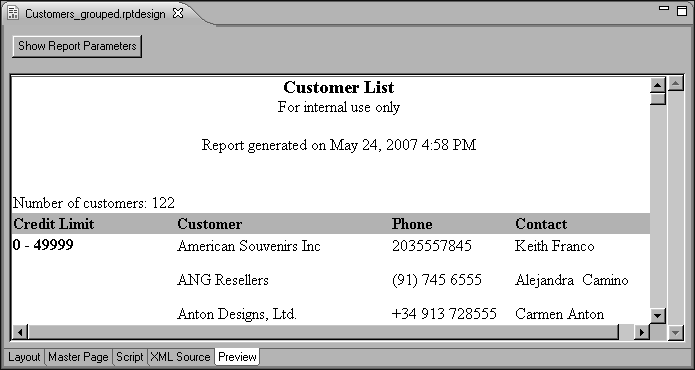 Customers_grouped.rptdesign
Show Report Parameters
Customer List
For internal use only
Report generated on May 24, 2007 4:58 PM
Number of customers: 122
Credit Limit Customer Phone Contact
0 - 49999 American Souvenirs Inc 2035557845 Keith Franco
ANG Resellers (91) 745 6555 Alejandra Camino
Anton Designs, Ltd. +34 913 728555 Carmen Anton
Layout Master Page Script XML Source Preview